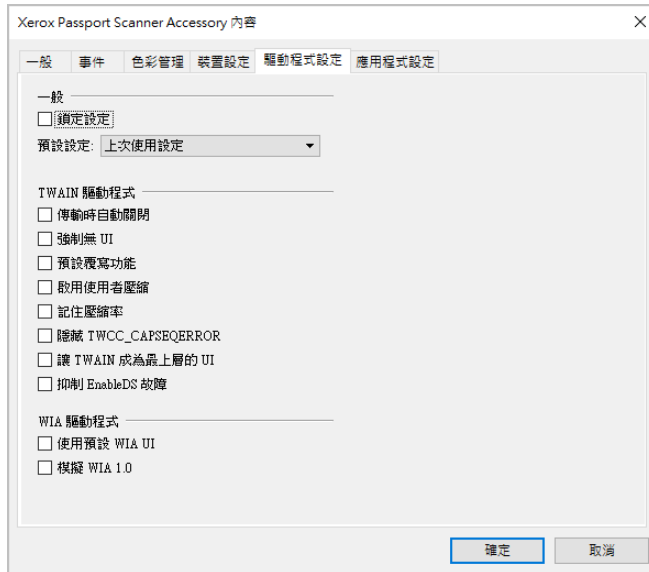 Xerox Passport Scanner Accessory 內容
一般 事件 色彩管理 裝置設定 驅動程式設定 應用程式設定
一般
鎖定設定
預設設定: 上次使用設定
TWAIN 驅動程式
傳輸時自動關閉
強制無 UI
預設覆寫功能
啟用使用者壓縮
記住壓縮率
隱藏 TWCC_CAPSEQERROR
讓 TWAIN 成為最上層的 UI
抑制 EnableDS 故障
WIA 驅動程式
使用預設 WIA UI
模擬 WIA 1.0
確定 取消